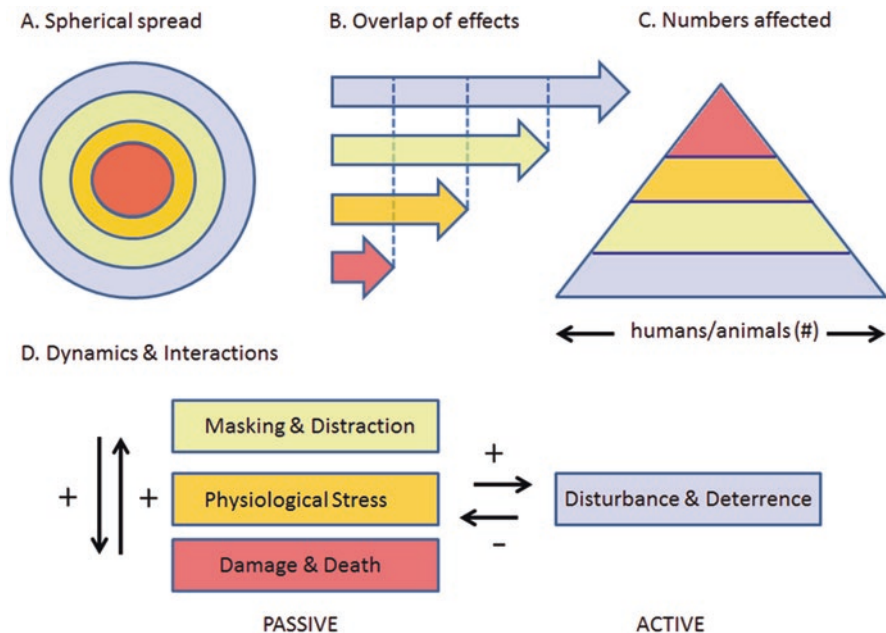 A. Spherical spread
B. Overlap of effects
C. Numbers affected
humans/animals (#)
D. Dynamics & Interactions
Masking & Distraction
+
+
+
Physiological Stress
Disturbance & Deterrence
–
Damage & Death
PASSIVE
ACTIVE